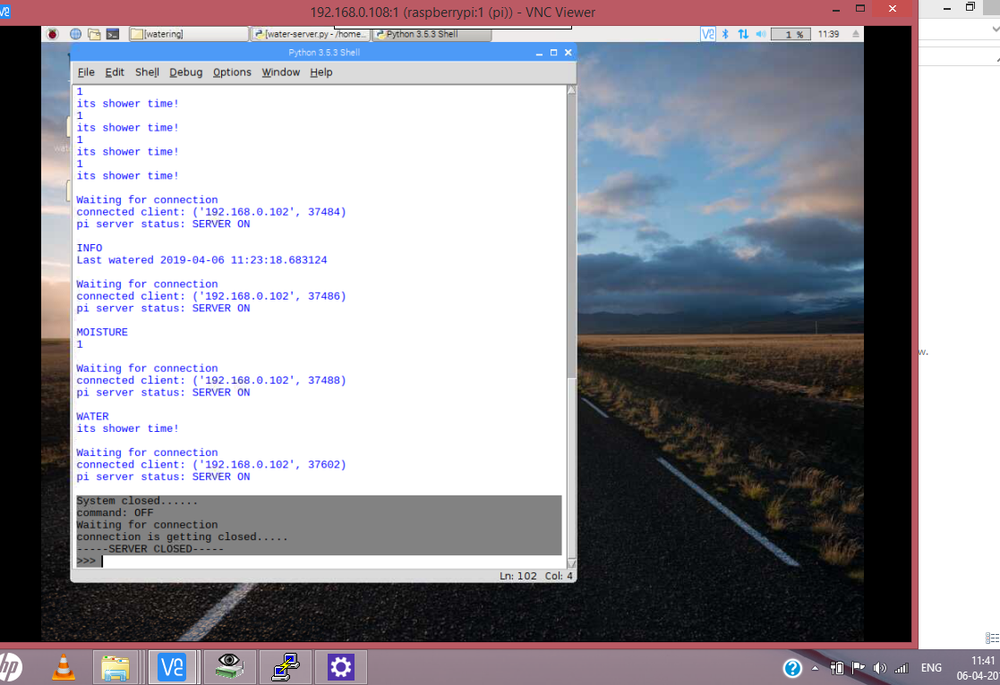 192.168.0.108:1 (raspberrypi:1 (pi)) - VNC Viewer
[watering]
[water-server.py - /home...
Python 3.5.3 Shell
1 %
11:39
Python 3.5.3 Shell
File Edit Shell Debug Options Window Help
1
its shower time!
1
its shower time!
1
its shower time!
1
its shower time!
Waiting for connection
connected client: ('192.168.0.102', 37484)
pi server status: SERVER ON
INFO
Last watered 2019-04-06 11:23:18.683124
Waiting for connection
connected client: ('192.168.0.102', 37486)
pi server status: SERVER ON
MOISTURE
1
Waiting for connection
connected client: ('192.168.0.102', 37488)
pi server status: SERVER ON
WATER
its shower time!
Waiting for connection
connected client: ('192.168.0.102', 37602)
pi server status: SERVER ON
System closed......
command: OFF
Waiting for connection
connection is getting closed.....
-----SERVER CLOSED-----
>>>
Ln: 102 Col: 4
w.
hp
ENG
11:41
06-04-201